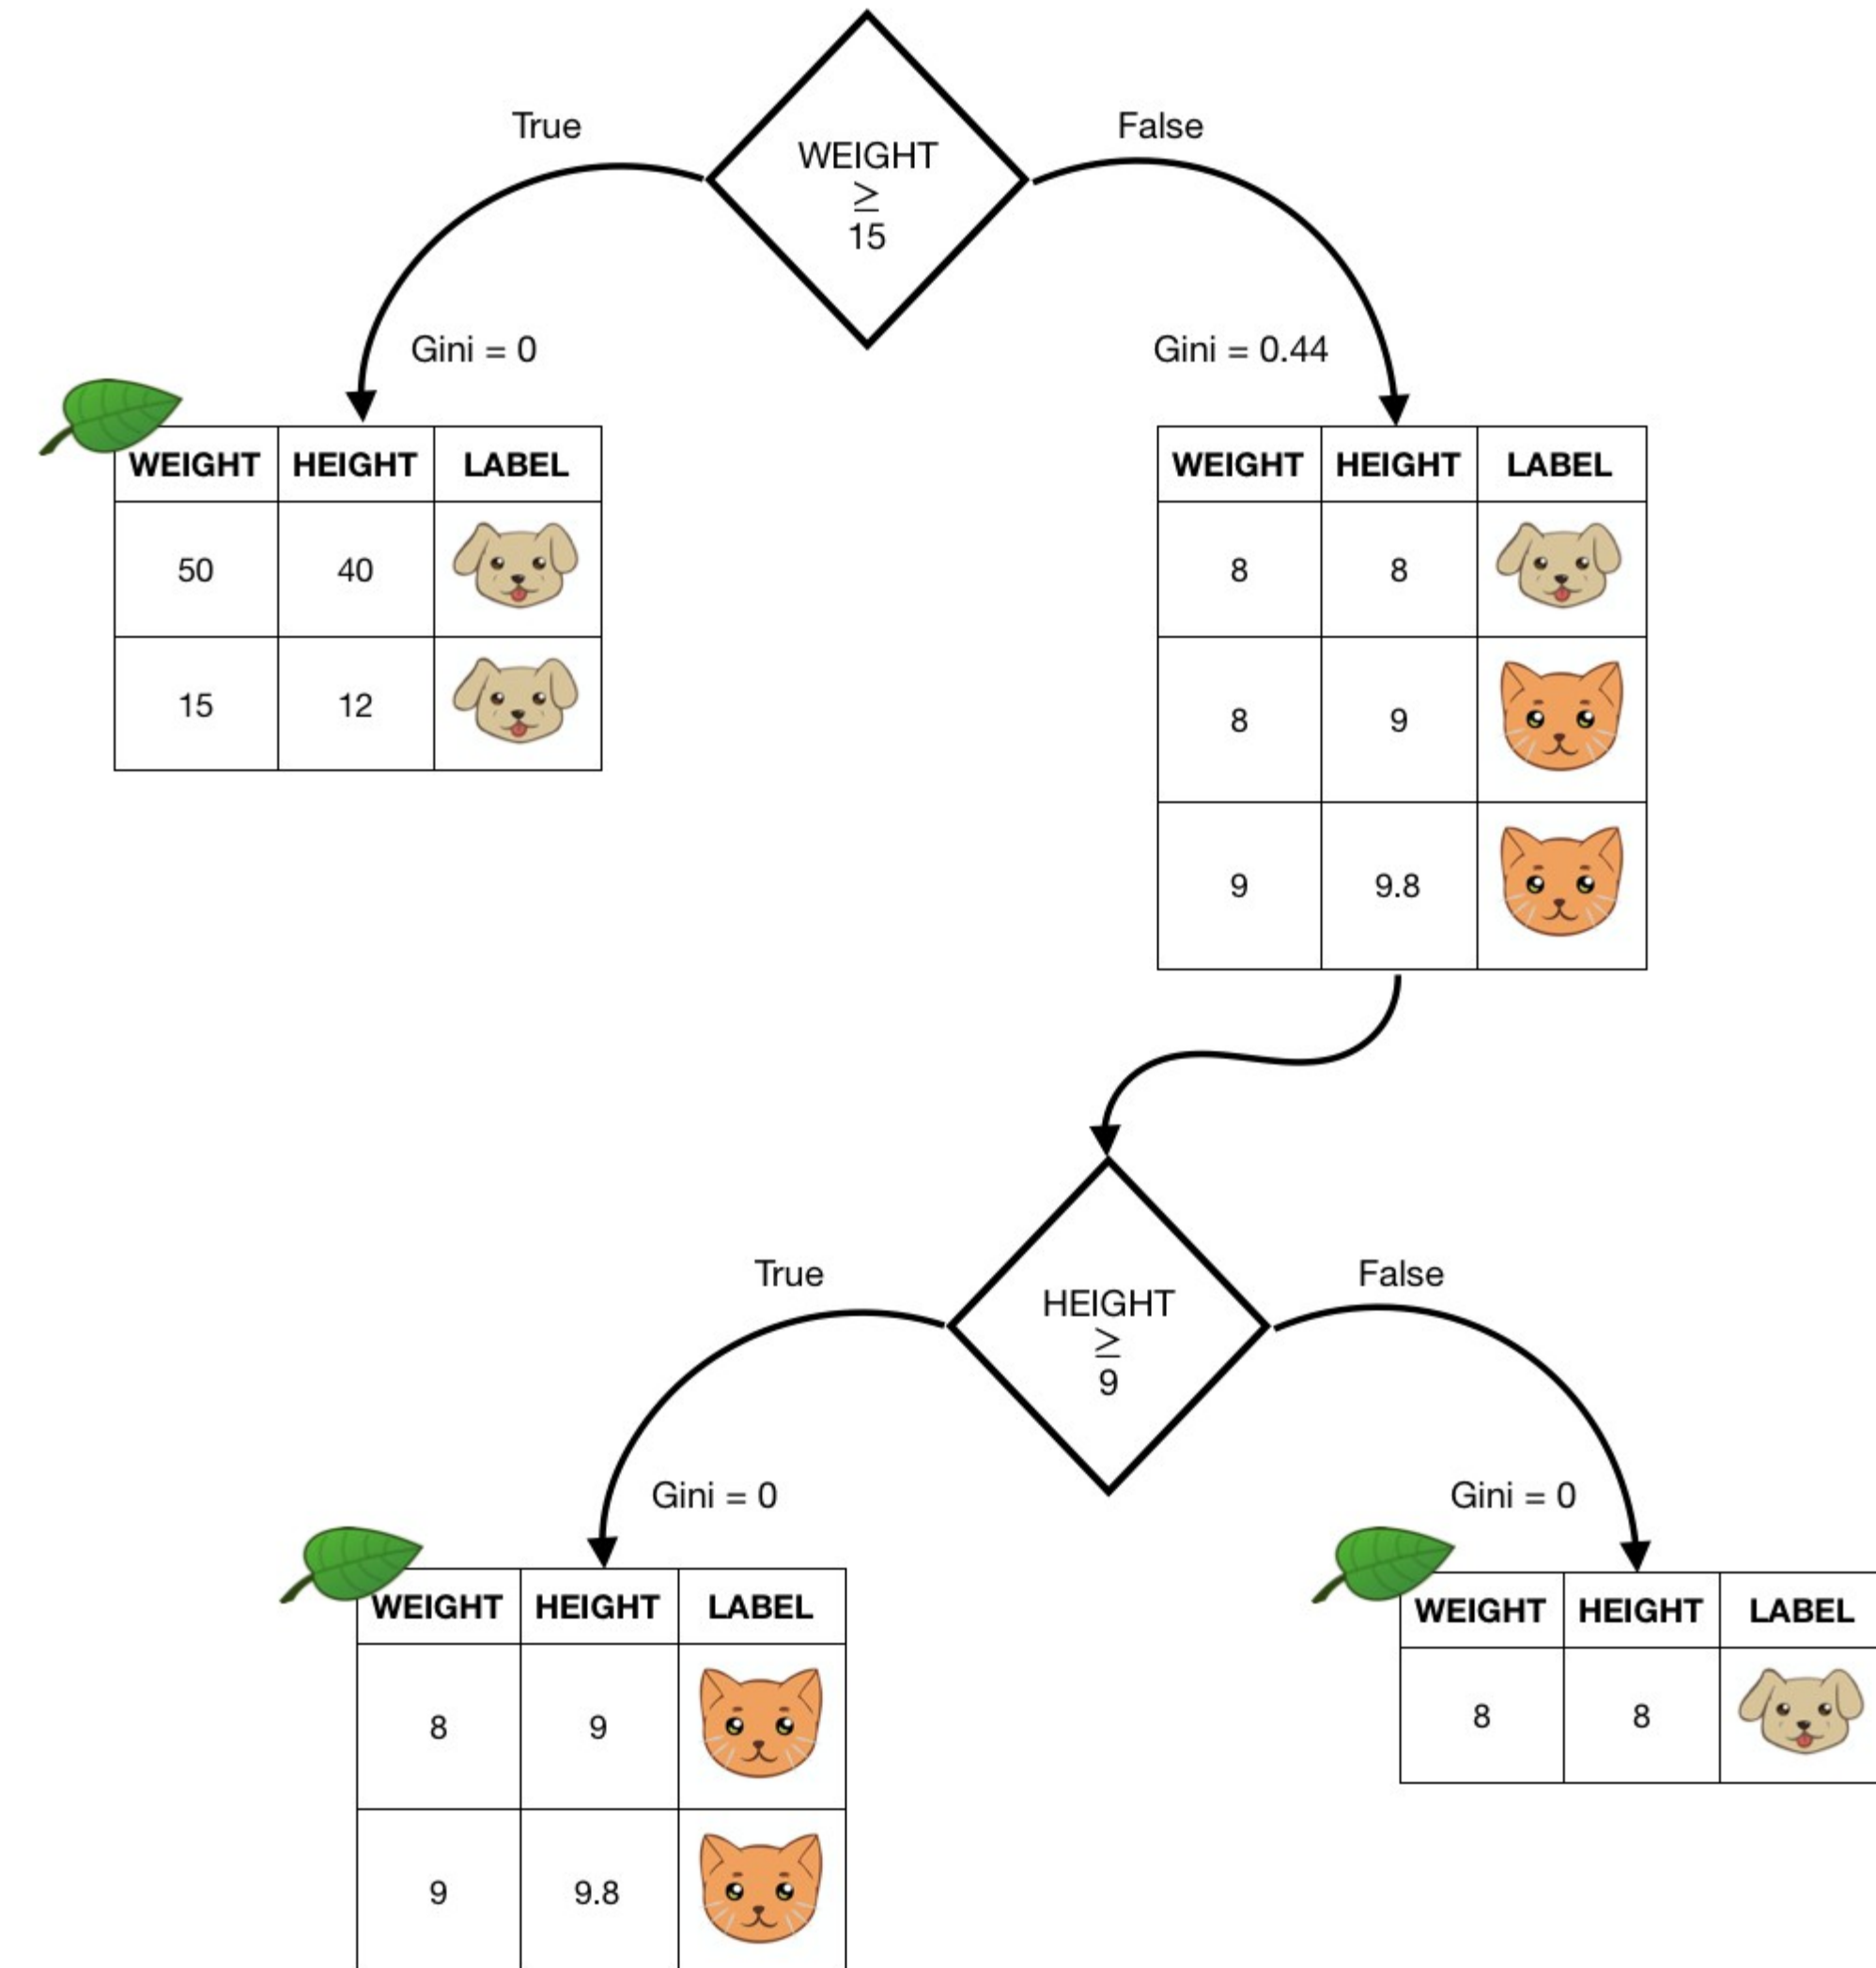 True
False
WEIGHT
≥
15
Gini = 0
Gini = 0.44
WEIGHT HEIGHT LABEL
50 40
15 12
WEIGHT HEIGHT LABEL
8 8
8 9
9 9.8
True
False
HEIGHT
≥
9
Gini = 0
Gini = 0
WEIGHT HEIGHT LABEL
8 9
9 9.8
WEIGHT HEIGHT LABEL
8 8